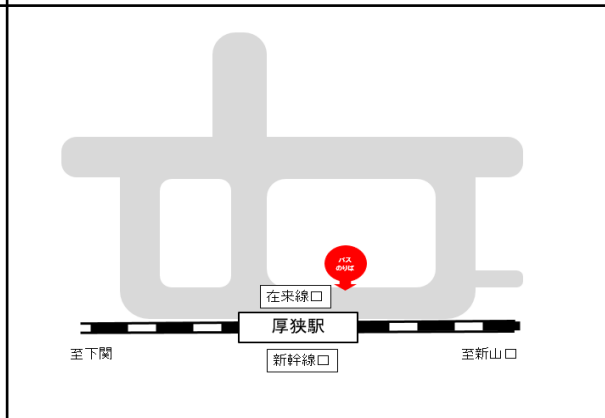 バス
のりば
在来線口
厚狭駅
至下関
新幹線口
至新山口